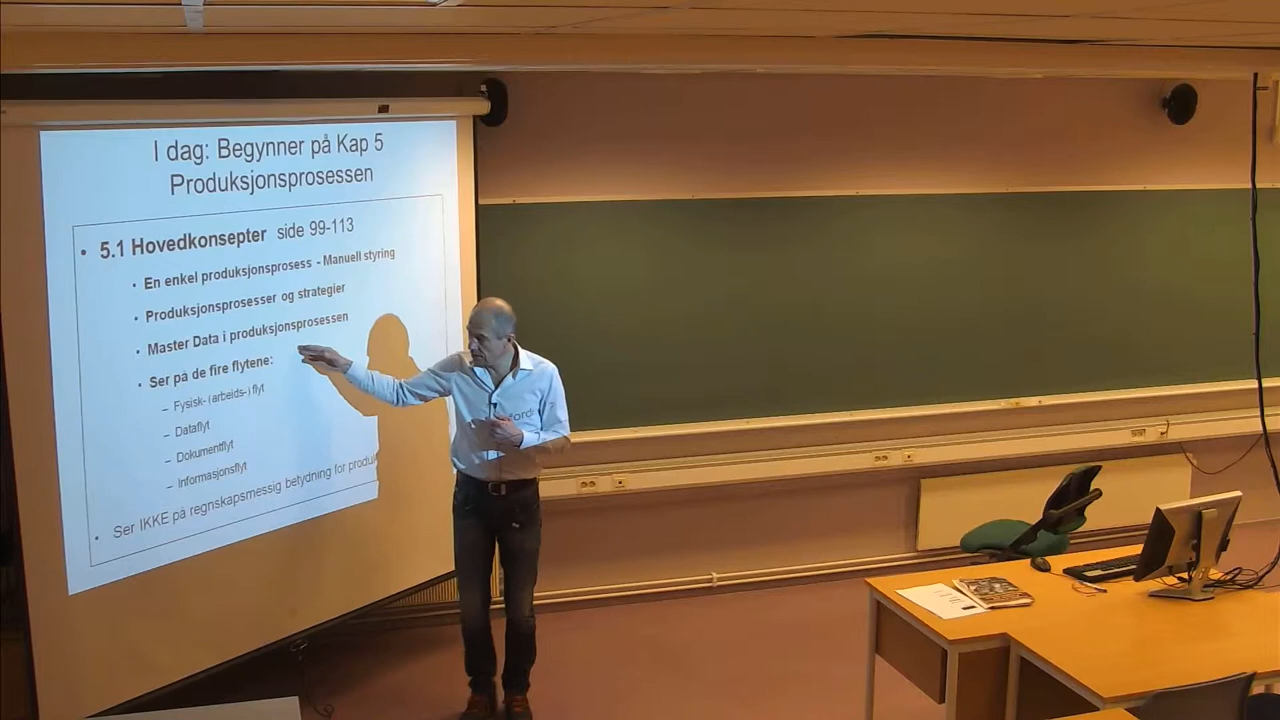 I dag: Begynner på Kap 5
Produksjonsprosessen
• 5.1 Hovedkonsepter side 99-113
• En enkel produksjonsprosess - Manuell styring
• Produksjonsprosesser og strategier
• Master Data i produksjonsprosessen
• Ser på de fire flytene:
– Fysisk- (arbeids-) flyt
– Dataflyt
– Dokumentflyt
– Informasjonsflyt
• Ser IKKE på regnskapsmessig betydning for produk